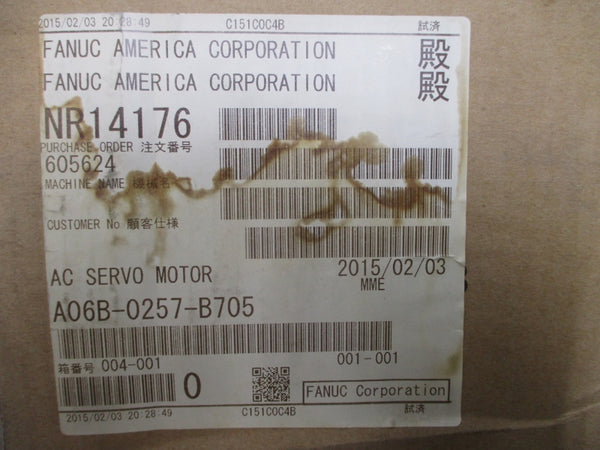 2015/02/03 20:28:49 C151C0C4B 試済
FANUC AMERICA CORPORATION 殿
FANUC AMERICA CORPORATION 殿
NR14176
PURCHASE ORDER 注文番号
605624
MACHINE NAME 機械名
CUSTOMER No 顧客仕様
AC SERVO MOTOR 2015/02/03
MME
A06B-0257-B705
箱番号 004-001 001-001
0 FANUC Corporation
2015/02/03 20:28:49 C151C0C4B 試済